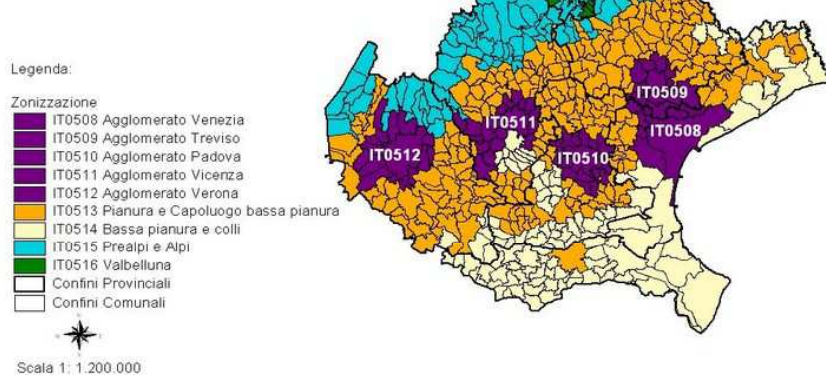 Legenda:
Zonizzazione
IT0508 Agglomerato Venezia
IT0509 Agglomerato Treviso
IT0510 Agglomerato Padova
IT0511 Agglomerato Vicenza
IT0512 Agglomerato Verona
IT0513 Pianura e Capoluogo bassa pianura
IT0514 Bassa pianura e colli
IT0515 Prealpi e Alpi
IT0516 Valbelluna
Confini Provinciali
Confini Comunali
Scala 1: 1.200.000
IT0509
IT0511
IT0508
IT0512
IT0510